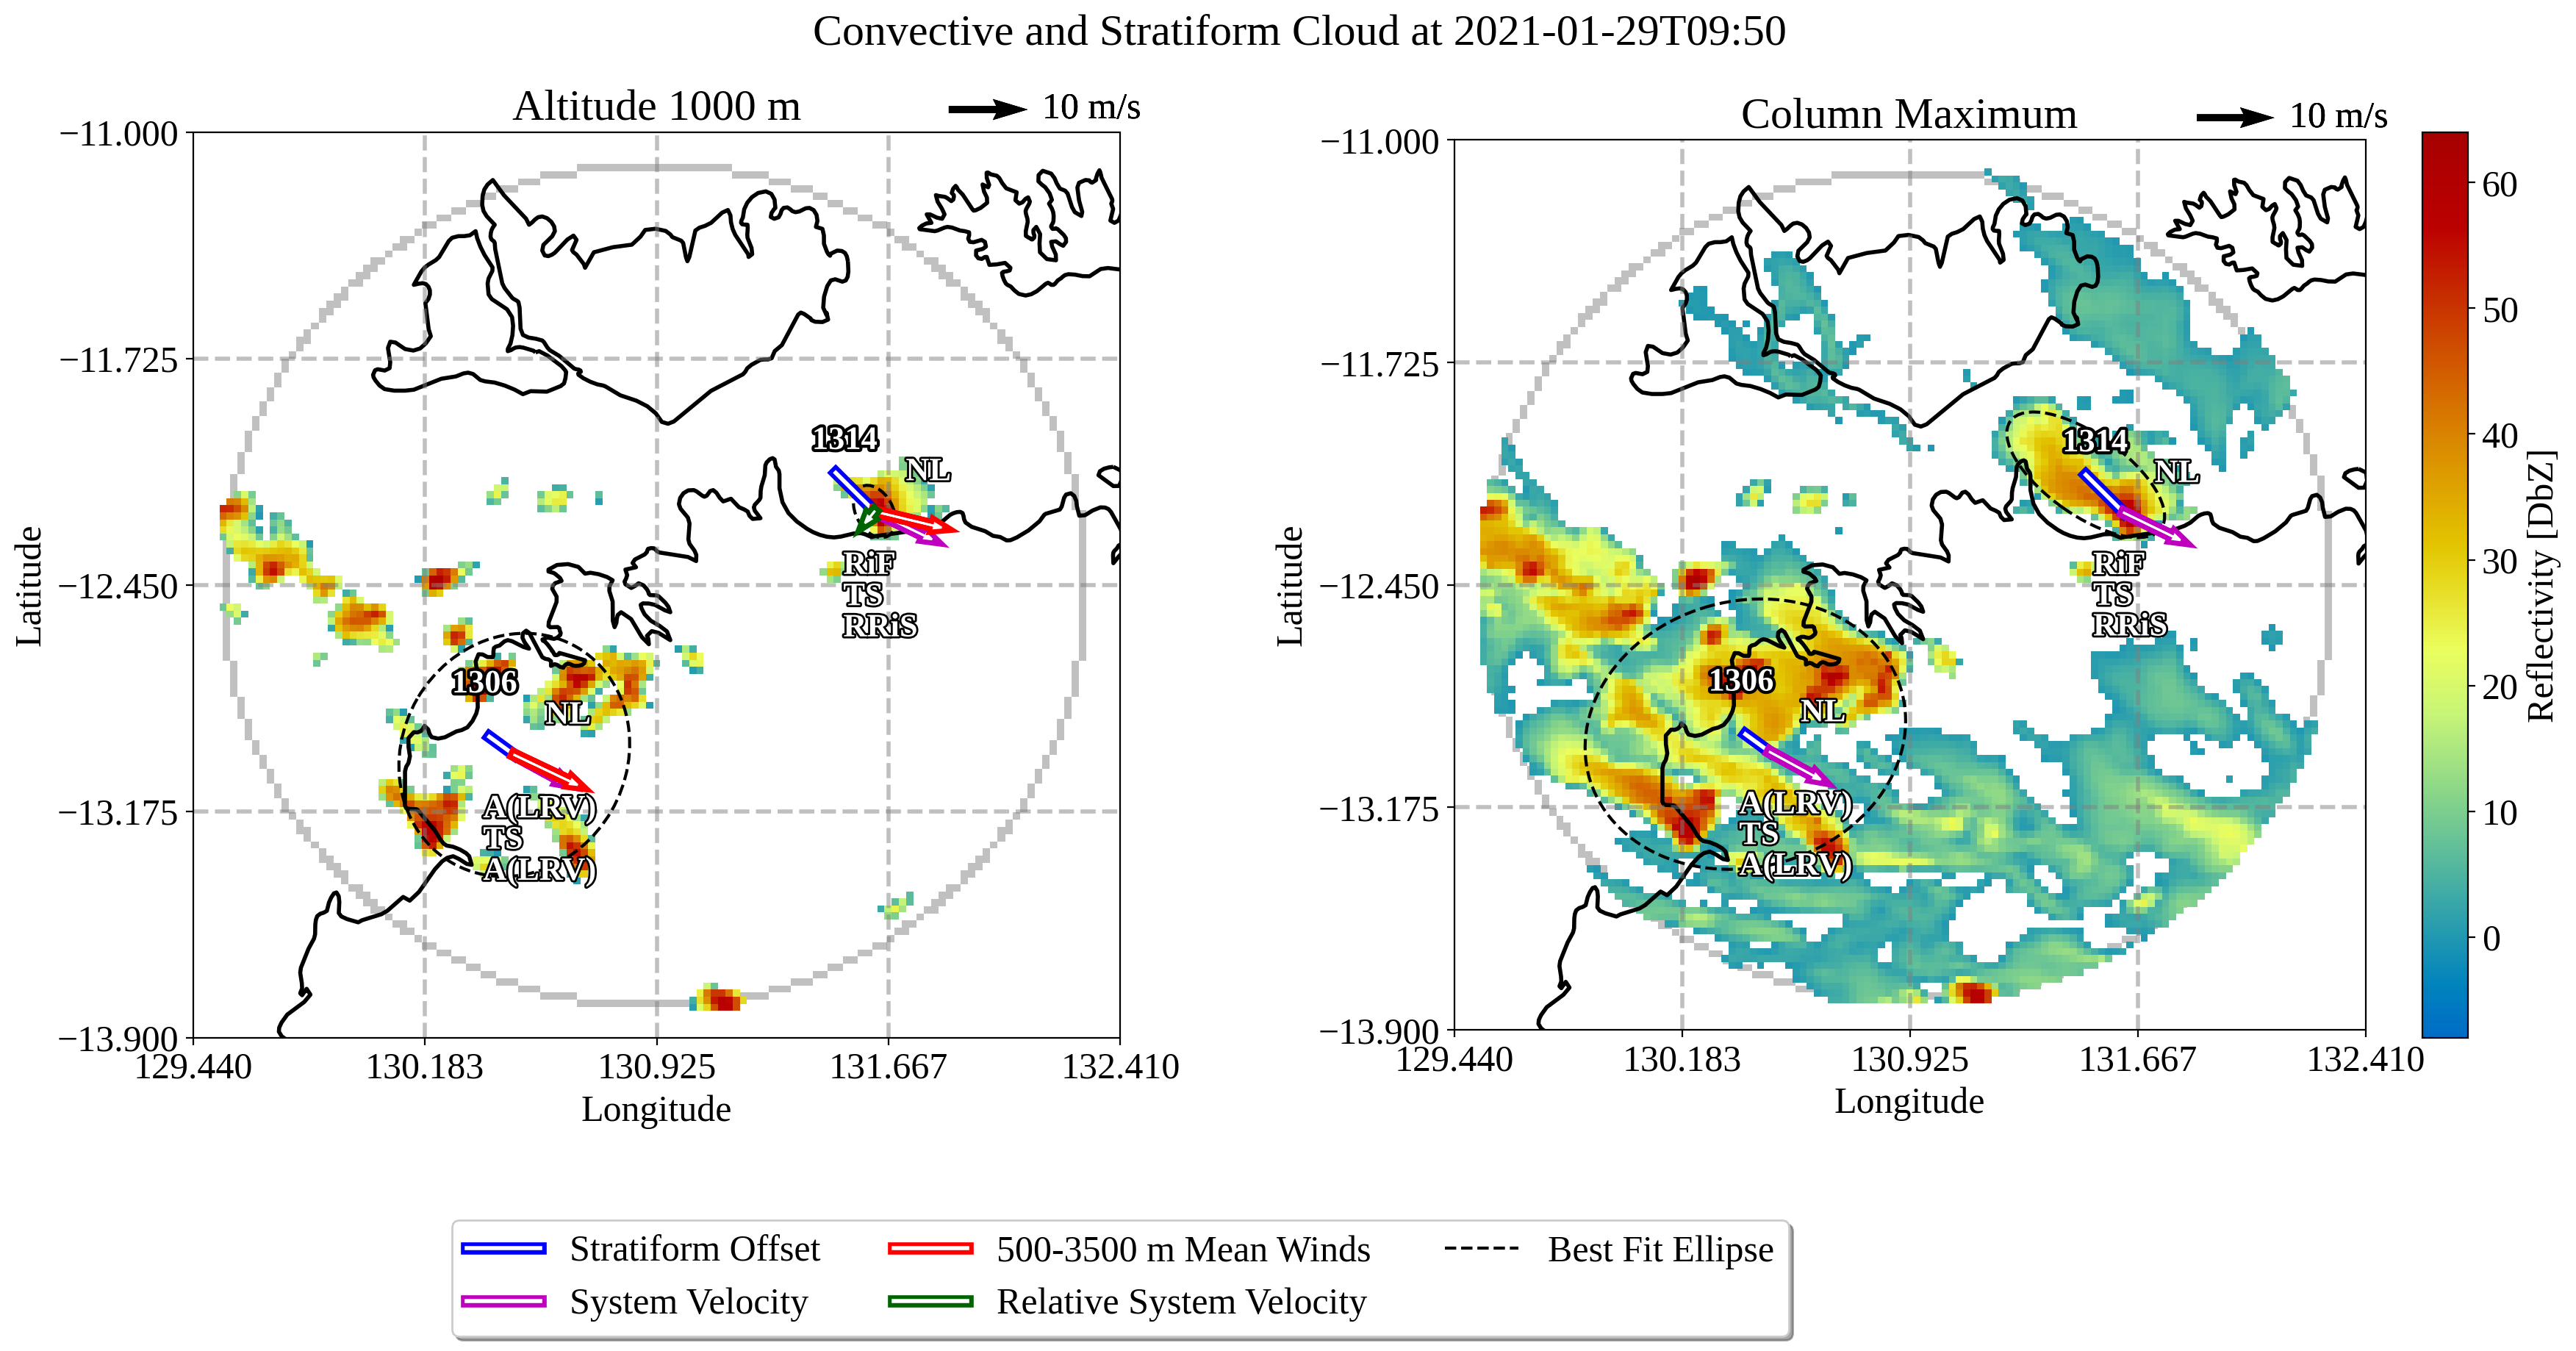 Convective and Stratiform Cloud at 2021-01-29T09:50
Altitude 1000 m
10 m/s
−11.000
−11.725
−12.450
−13.175
−13.900
Latitude
129.440
130.183
130.925
131.667
132.410
Longitude
1314
NL
RiF
TS
RRiS
1306
NL
A(LRV)
TS
A(LRV)
Column Maximum
10 m/s
−11.000
−11.725
−12.450
−13.175
−13.900
Latitude
129.440
130.183
130.925
131.667
132.410
Longitude
1314
NL
RiF
TS
RRiS
1306
NL
A(LRV)
TS
A(LRV)
60
50
40
30
20
10
0
Reflectivity [DbZ]
Stratiform Offset
System Velocity
500-3500 m Mean Winds
Relative System Velocity
Best Fit Ellipse